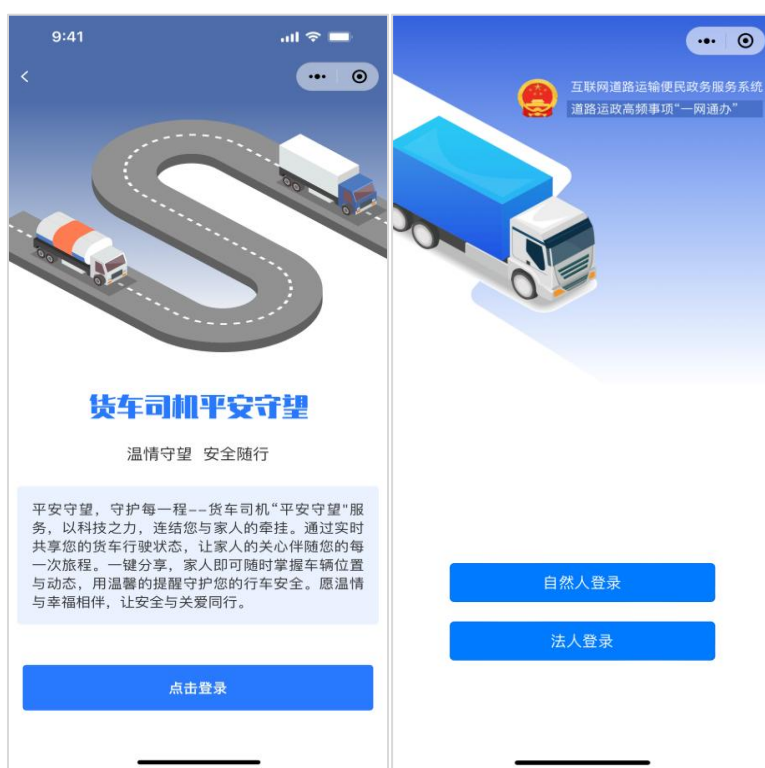 9:41
货车司机平安守望
温情守望 安全随行
平安守望，守护每一程——货车司机“平安守望"服
务，以科技之力，连结您与家人的牵挂。通过实时
共享您的货车行驶状态，让家人的关心伴随您的每
一次旅程。一键分享，家人即可随时掌握车辆位置
与动态，用温馨的提醒守护您的行车安全。愿温情
与幸福相伴，让安全与关爱同行。
点击登录
互联网道路运输便民政务服务系统
道路运政高频事项“一网通办”
自然人登录
法人登录